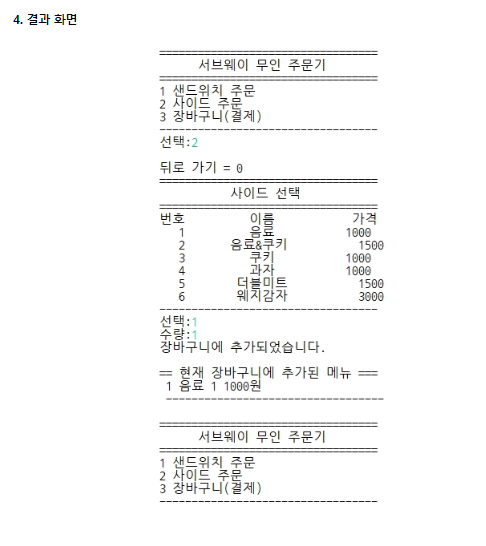 4. 결과 화면
==================================
서브웨이 무인 주문기
==================================
1 샌드위치 주문
2 사이드 주문
3 장바구니(결제)
----------------------------------
선택:2
뒤로 가기 = 0
==================================
사이드 선택
==================================
번호 이름 가격
1 음료 1000
2 음료&쿠키 1500
3 쿠키 1000
4 과자 1000
5 더블미트 1500
6 웨지감자 3000
----------------------------------
선택:1
수량:1
장바구니에 추가되었습니다.
== 현재 장바구니에 추가된 메뉴 ===
1 음료 1 1000원
----------------------------------
==================================
서브웨이 무인 주문기
==================================
1 샌드위치 주문
2 사이드 주문
3 장바구니(결제)
----------------------------------